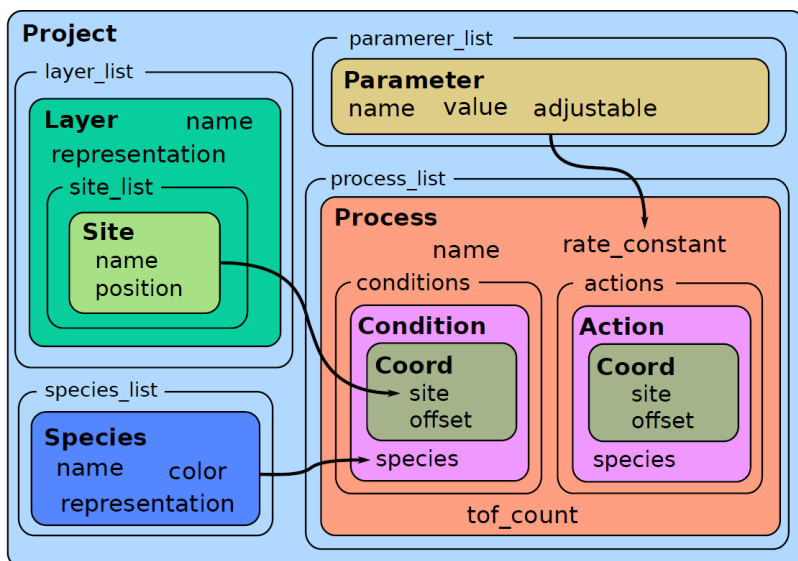 Project
layer_list
Layer name
representation
site_list
Site
name
position
species_list
Species
name color
representation
paramerer_list
Parameter
name value adjustable
process_list
Process
name
rate_constant
conditions
Condition
Coord
site
offset
species
actions
Action
Coord
site
offset
species
tof_count